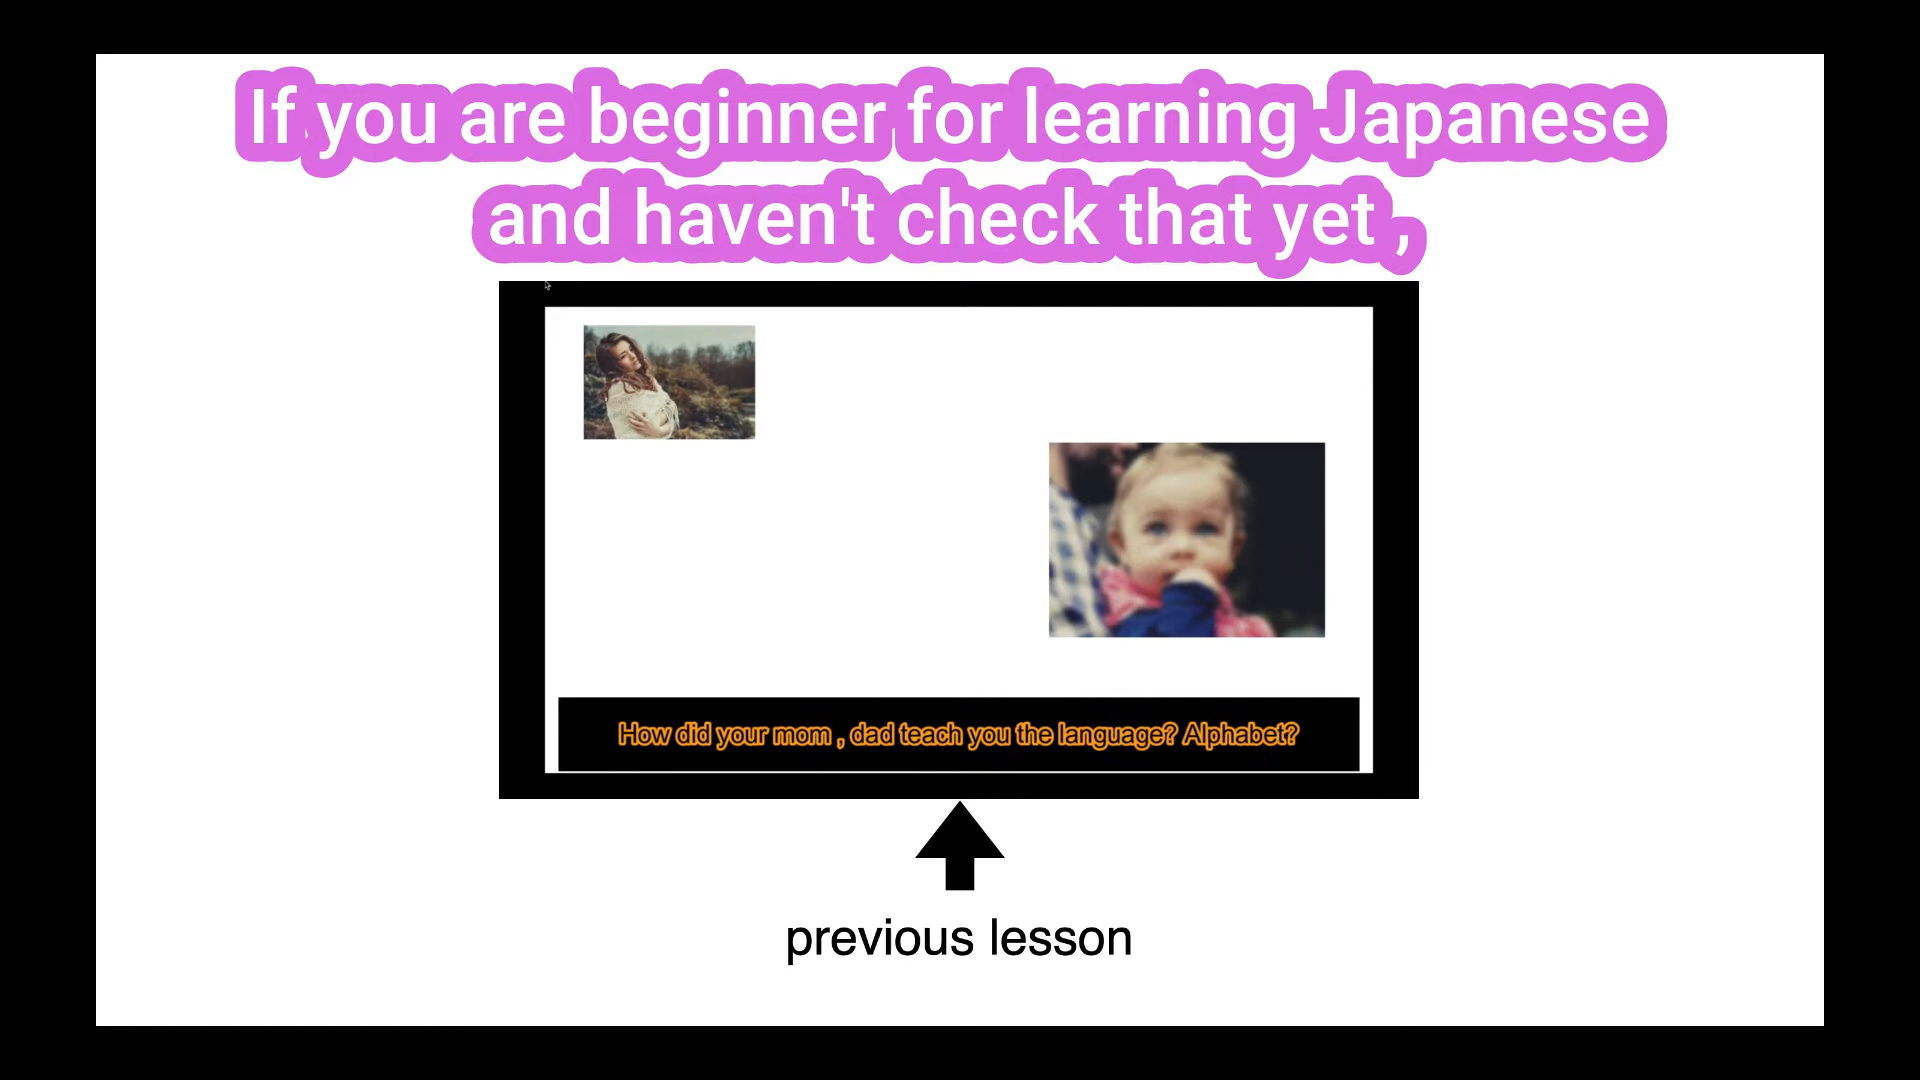 If you are beginner for learning Japanese
and haven't check that yet ,
How did your mom , dad teach you the language? Alphabet?
previous lesson